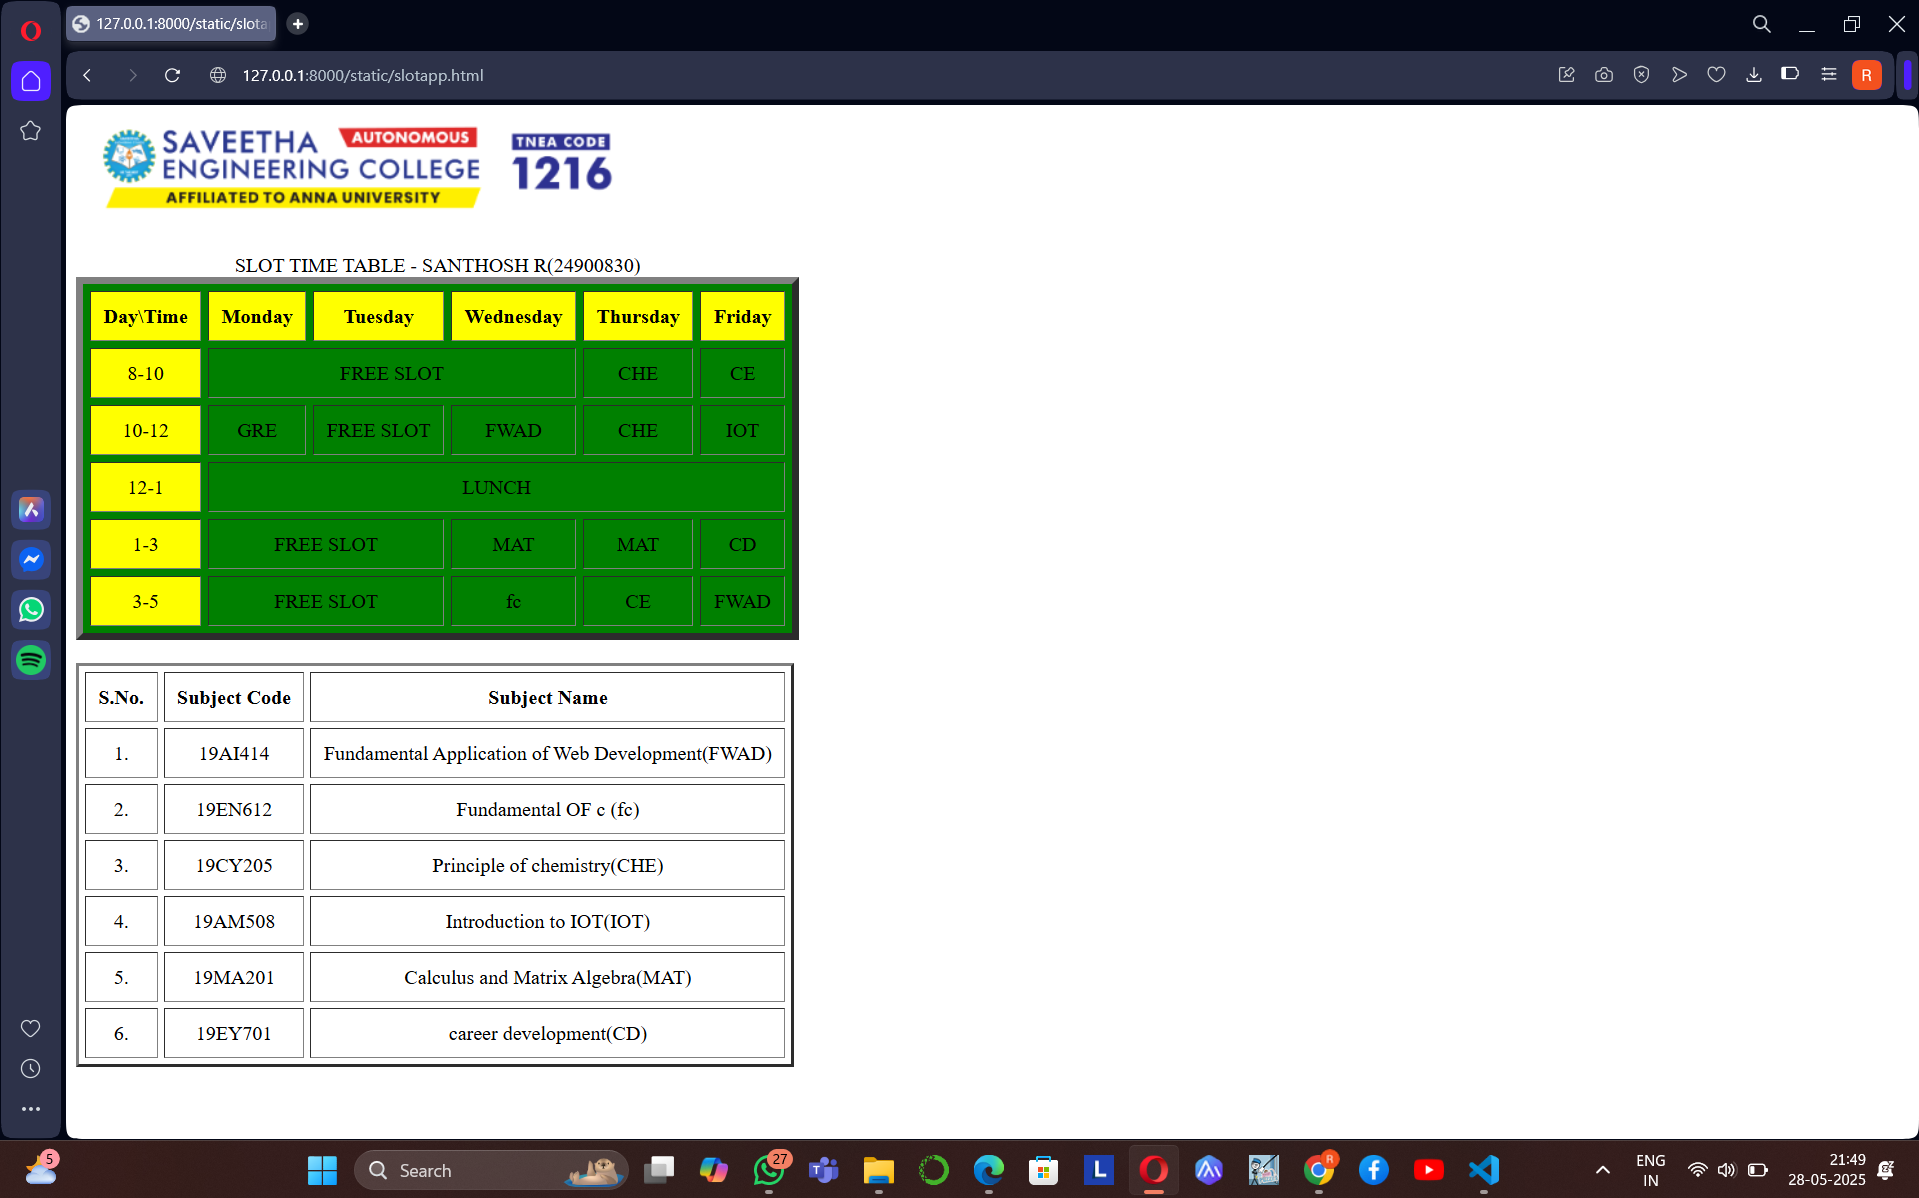 127.0.0.1:8000/static/slota
127.0.0.1:8000/static/slotapp.html
R
SAVEETHA AUTONOMOUS
ENGINEERING COLLEGE
AFFILIATED TO ANNA UNIVERSITY
TNEA CODE
1216
SLOT TIME TABLE - SANTHOSH R(24900830)
Day\Time Monday Tuesday Wednesday Thursday Friday
8-10 FREE SLOT CHE CE
10-12 GRE FREE SLOT FWAD CHE IOT
12-1 LUNCH
1-3 FREE SLOT MAT MAT CD
3-5 FREE SLOT fc CE FWAD
S.No. Subject Code Subject Name
1. 19AI414 Fundamental Application of Web Development(FWAD)
2. 19EN612 Fundamental OF c (fc)
3. 19CY205 Principle of chemistry(CHE)
4. 19AM508 Introduction to IOT(IOT)
5. 19MA201 Calculus and Matrix Algebra(MAT)
6. 19EY701 career development(CD)
5
Search
27
L
R
ENG
IN
21:49
28-05-2025